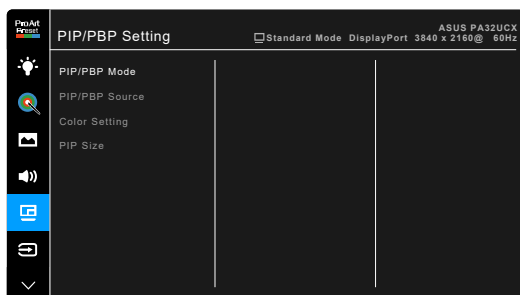 ProArt
Preset
PIP/PBP Setting
ASUS PA32UCX
Standard Mode DisplayPort 3840 x 2160@ 60Hz
PIP/PBP Mode
PIP/PBP Source
Color Setting
PIP Size